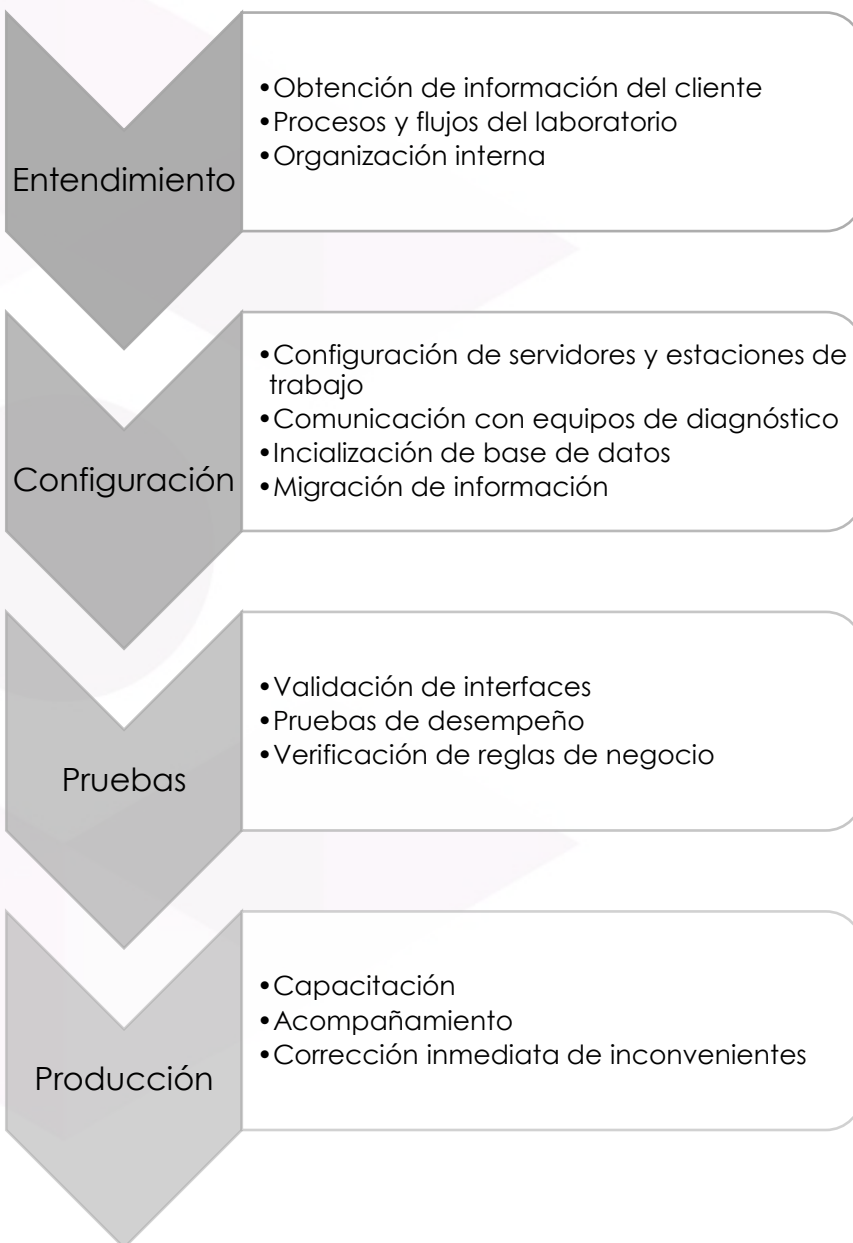 Entendimiento
•Obtención de información del cliente
•Procesos y flujos del laboratorio
•Organización interna
Configuración
•Configuración de servidores y estaciones de
trabajo
•Comunicación con equipos de diagnóstico
•Incialización de base de datos
•Migración de información
Pruebas
•Validación de interfaces
•Pruebas de desempeño
•Verificación de reglas de negocio
Producción
•Capacitación
•Acompañamiento
•Corrección inmediata de inconvenientes